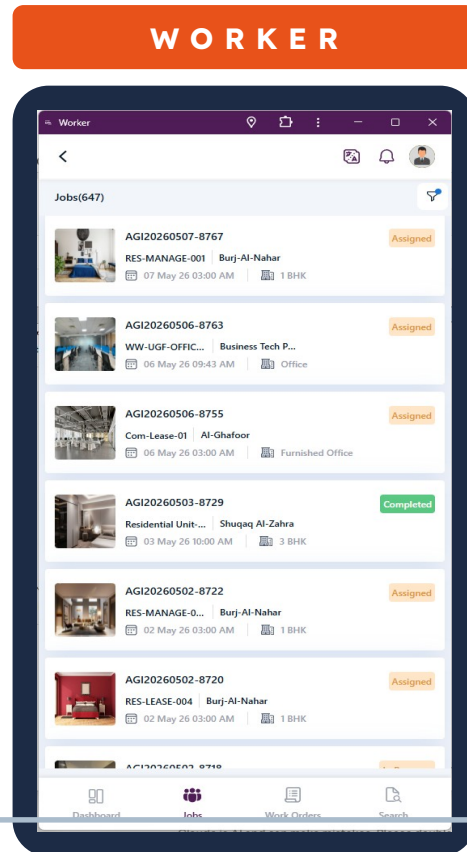 WORKER
Worker
Jobs(647)
AGI20260507-8767
Assigned
RES-MANAGE-001 Burj-Al-Nahar
07 May 26 03:00 AM 1 BHK
AGI20260506-8763
Assigned
WW-UGF-OFFIC... Business Tech P...
06 May 26 09:43 AM Office
AGI20260506-8755
Assigned
Com-Lease-01 Al-Ghafoor
06 May 26 03:00 AM Furnished Office
AGI20260503-8729
Completed
Residential Unit-... Shuqaq Al-Zahra
03 May 26 10:00 AM 3 BHK
AGI20260502-8722
Assigned
RES-MANAGE-0... Burj-Al-Nahar
02 May 26 03:00 AM 1 BHK
AGI20260502-8720
Assigned
RES-LEASE-004 Burj-Al-Nahar
02 May 26 03:00 AM 1 BHK
AGI20260502-8718
Dashboard Jobs Work Orders Search